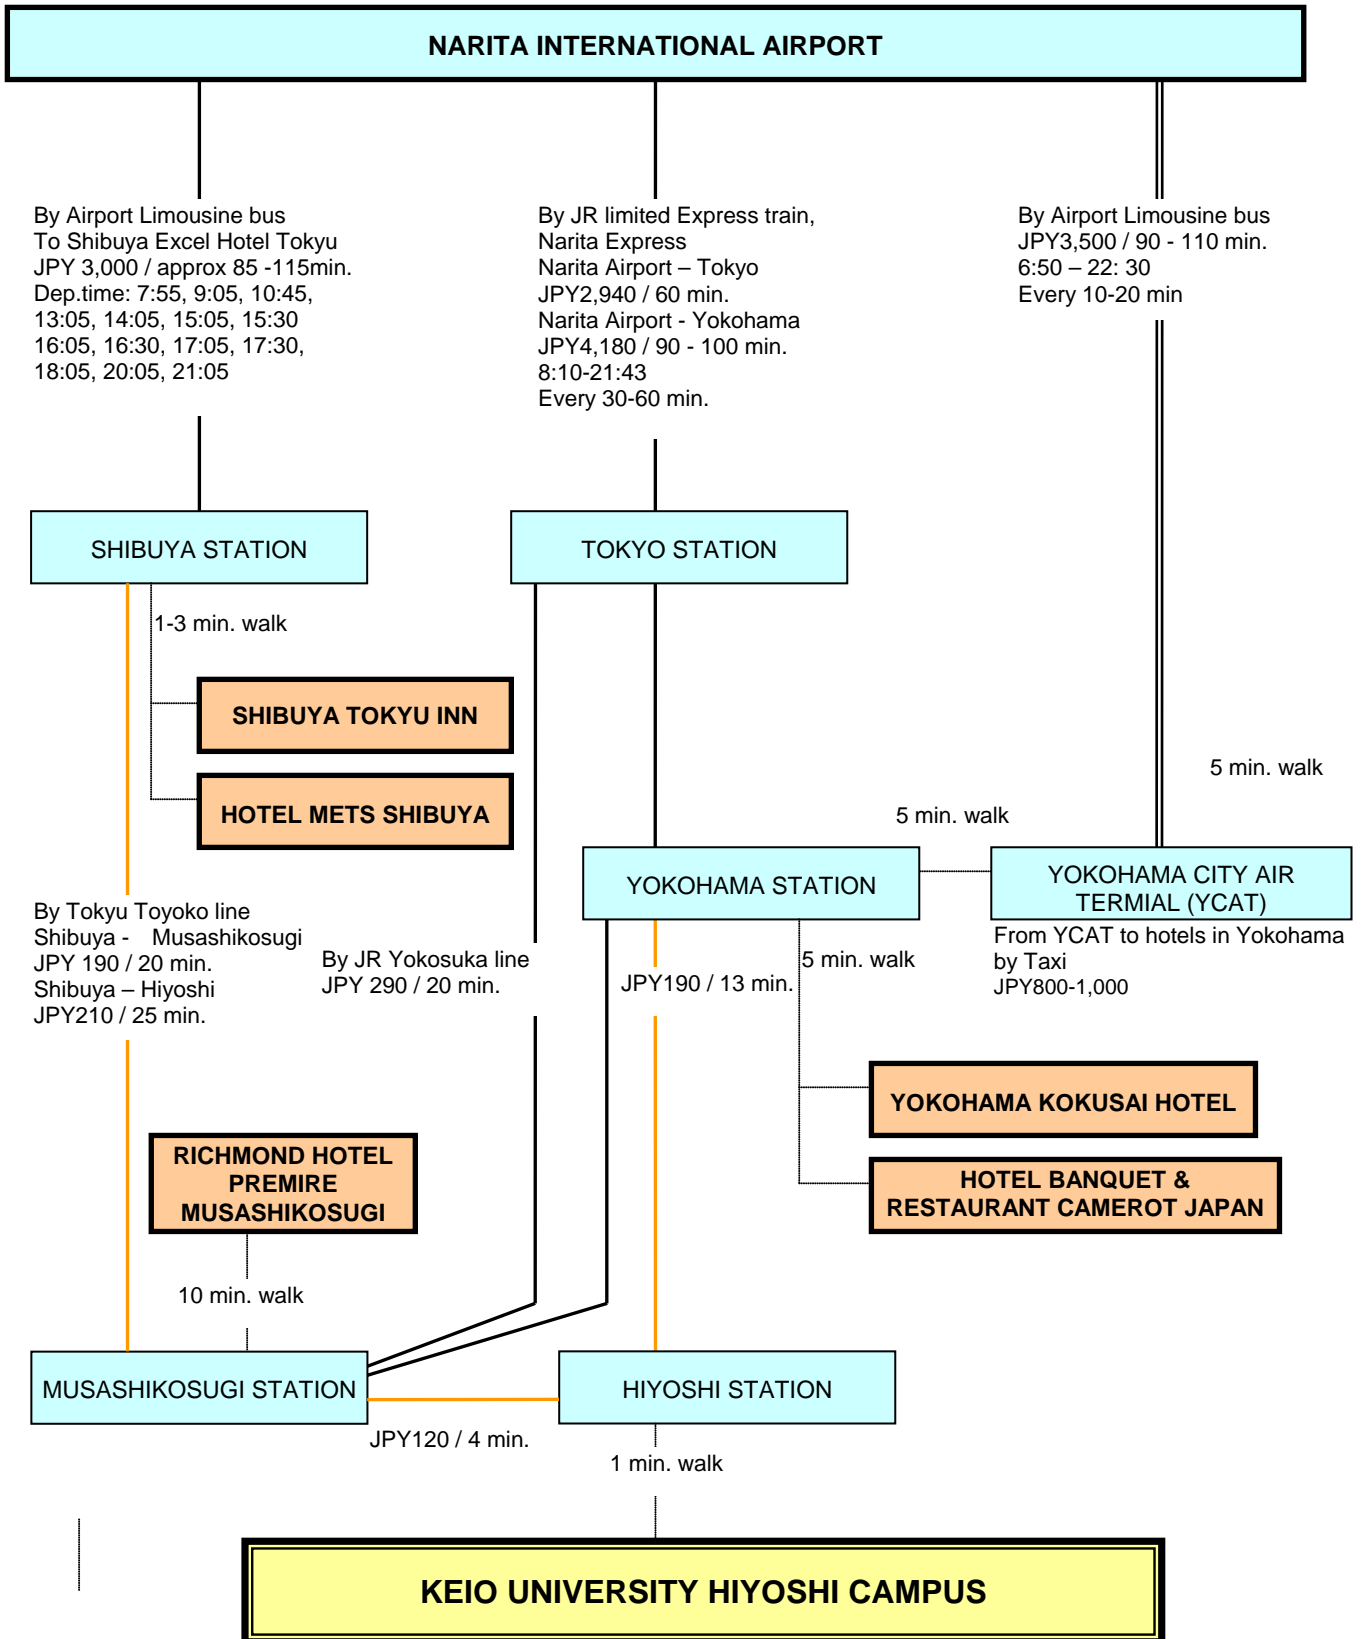 NARITA INTERNATIONAL AIRPORT
By Airport Limousine bus
To Shibuya Excel Hotel Tokyu
JPY 3,000 / approx 85 -115min.
Dep.time: 7:55, 9:05, 10:45,
13:05, 14:05, 15:05, 15:30
16:05, 16:30, 17:05, 17:30,
18:05, 20:05, 21:05
By JR limited Express train,
Narita Express
Narita Airport – Tokyo
JPY2,940 / 60 min.
Narita Airport - Yokohama
JPY4,180 / 90 - 100 min.
8:10-21:43
Every 30-60 min.
By Airport Limousine bus
JPY3,500 / 90 - 110 min.
6:50 – 22: 30
Every 10-20 min
SHIBUYA STATION
TOKYO STATION
1-3 min. walk
SHIBUYA TOKYU INN
HOTEL METS SHIBUYA
5 min. walk
5 min. walk
YOKOHAMA STATION
YOKOHAMA CITY AIR
TERMIAL (YCAT)
From YCAT to hotels in Yokohama
by Taxi
JPY800-1,000
By Tokyu Toyoko line
Shibuya - Musashikosugi
JPY 190 / 20 min.
Shibuya – Hiyoshi
JPY210 / 25 min.
By JR Yokosuka line
JPY 290 / 20 min.
JPY190 / 13 min.
5 min. walk
YOKOHAMA KOKUSAI HOTEL
HOTEL BANQUET &
RESTAURANT CAMEROT JAPAN
RICHMOND HOTEL
PREMIRE
MUSASHIKOSUGI
10 min. walk
MUSASHIKOSUGI STATION
HIYOSHI STATION
JPY120 / 4 min.
1 min. walk
KEIO UNIVERSITY HIYOSHI CAMPUS